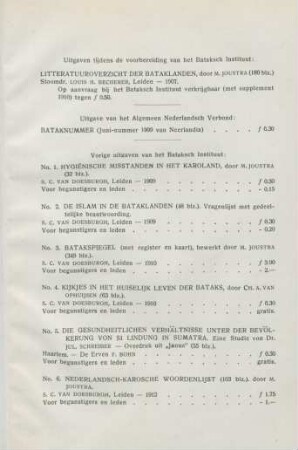 Uitgaven tijdens de voorbereiding van het Bataksch Instituut:
LITTERATUUROVERZICHT DER BATAKLANDEN, door M. JOUSTRA (180 blz.)
Stoomdr. LOUIS H. BECHERER, Leiden — 1907.
Op aanvraag bij het Bataksch Instituut verkrijgbaar (met supplement
1910) tegen ƒ 0.50.
Uitgave van het Algemeen Nederlandsch Verbond:
BATAKNUMMER (Juni-nummer 1909 van Neerlandia) . . . . ƒ 0.30
Vorige uitgaven van het Bataksch Instituut:
No. 1. HYGIËNISCHE MISSTANDEN IN HET KAROLAND, door M. JOUSTRA
(32 blz.).
S. C. VAN DOESBURGH, Leiden — 1909 . . . . ƒ 0.50
Voor begunstigers en leden . . . . - 0.15
No. 2. DE ISLAM IN DE BATAKLANDEN (48 blz.). Vragenlijst met gedeel-
telijke beantwoording.
S. C. VAN DOESBURGH, Leiden — 1909 . . . . ƒ 0.50
Voor begunstigers en leden . . . . - 0.20
No. 3. BATAKSPIEGEL (met register en kaart), bewerkt door M. JOUSTRA
(349 blz.).
S. C. VAN DOESBURGH, Leiden — 1910 . . . . ƒ 5.90
Voor begunstigers en leden . . . . - 2.—
No. 4. KIJKJES IN HET HUISELIJK LEVEN DER BATAKS, door CH. A. VAN
OPHUIJSEN (63 blz.).
S. C. VAN DOESBURGH, Leiden — 1910 . . . . ƒ 0.90
Voor begunstigers en leden . . . . gratis.
No. 5. DIE GESUNDHEITLICHEN VERHÄLTNISSE UNTER DER BEVÖL-
KERUNG VON SI LINDUNG IN SUMATRA. Eine Studie von Dr.
JUL. SCHREIBER — Overdruk uit „Janus" (35 blz.).
Haarlem. — De Erven F. BOHN . . . . ƒ 0.50
Voor begunstigers en leden . . . . gratis.
No. 6. NEDERLANDSCH-KAROSCHE WOORDENLIJST (103 blz.), door M.
JOUSTRA.
S. C. VAN DOESBURGH, Leiden — 1912 . . . . ƒ 1.75
Voor begunstigers en leden . . . . - 1.—